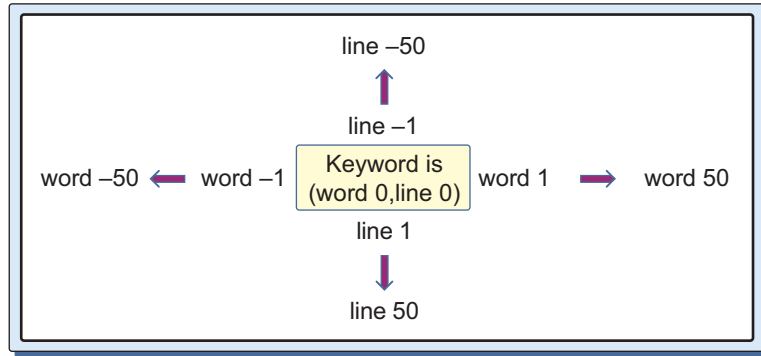 line –50
line –1
word –50 word –1 Keyword is word 1 word 50
(word 0,line 0)
line 1
line 50